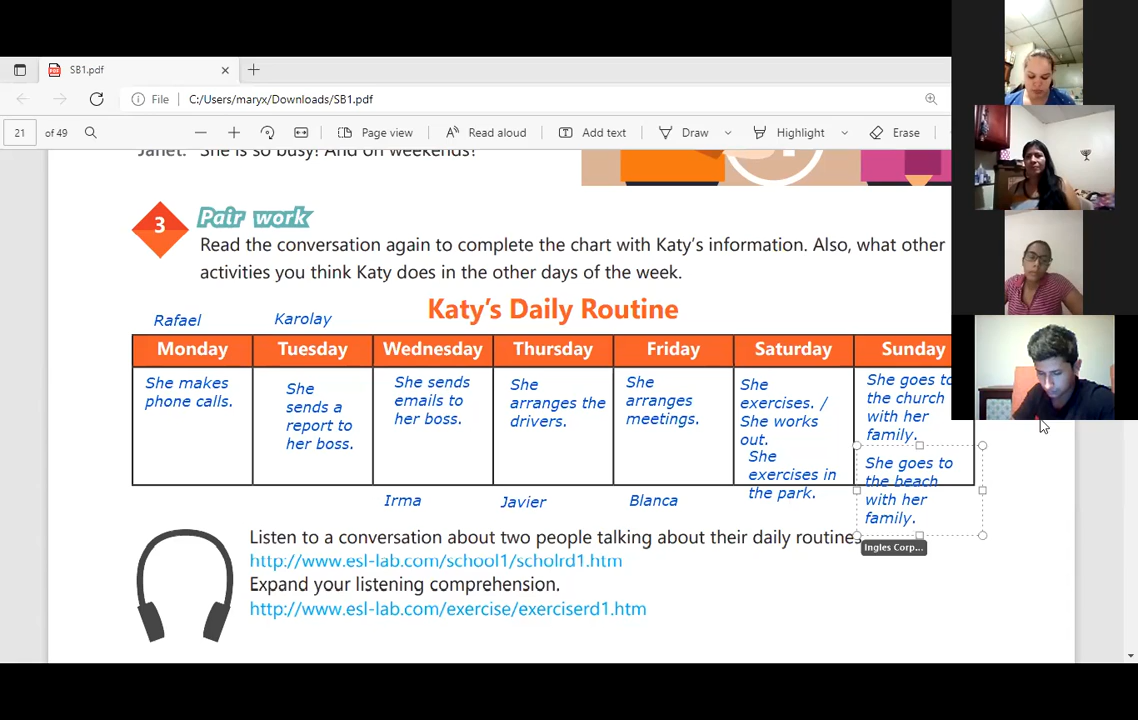 SB1.pdf
File C:/Users/maryx/Downloads/SB1.pdf
21 of 49 Page view Read aloud Add text Draw Highlight Erase
Janet: She is so busy! And on weekends?
3 Pair work
Read the conversation again to complete the chart with Katy's information. Also, what other
activities you think Katy does in the other days of the week.
Katy's Daily Routine
Rafael Karolay
Monday Tuesday Wednesday Thursday Friday Saturday Sunday
She makes
phone calls.
She
sends a
report to
her boss.
She sends
emails to
her boss.
She
arranges the
drivers.
She
arranges
meetings.
She
exercises. /
She works
out.
She
exercises in
the park.
She goes to
the church
with her
family.
She goes to
the beach
with her
family.
Irma Javier Blanca
Ingles Corp...
Listen to a conversation about two people talking about their daily routines
http://www.esl-lab.com/school1/scholrd1.htm
Expand your listening comprehension.
http://www.esl-lab.com/exercise/exerciserd1.htm